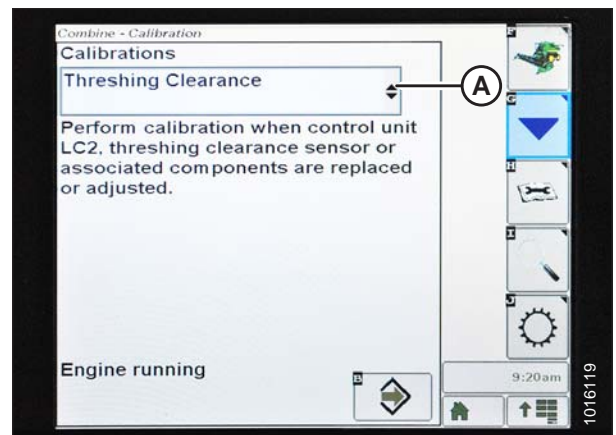 Combine - Calibration
Calibrations
Threshing Clearance
A
Perform calibration when control unit
LC2, threshing clearance sensor or
associated components are replaced
or adjusted.
Engine running
B
F
G
H
I
J
9:20am
1016119